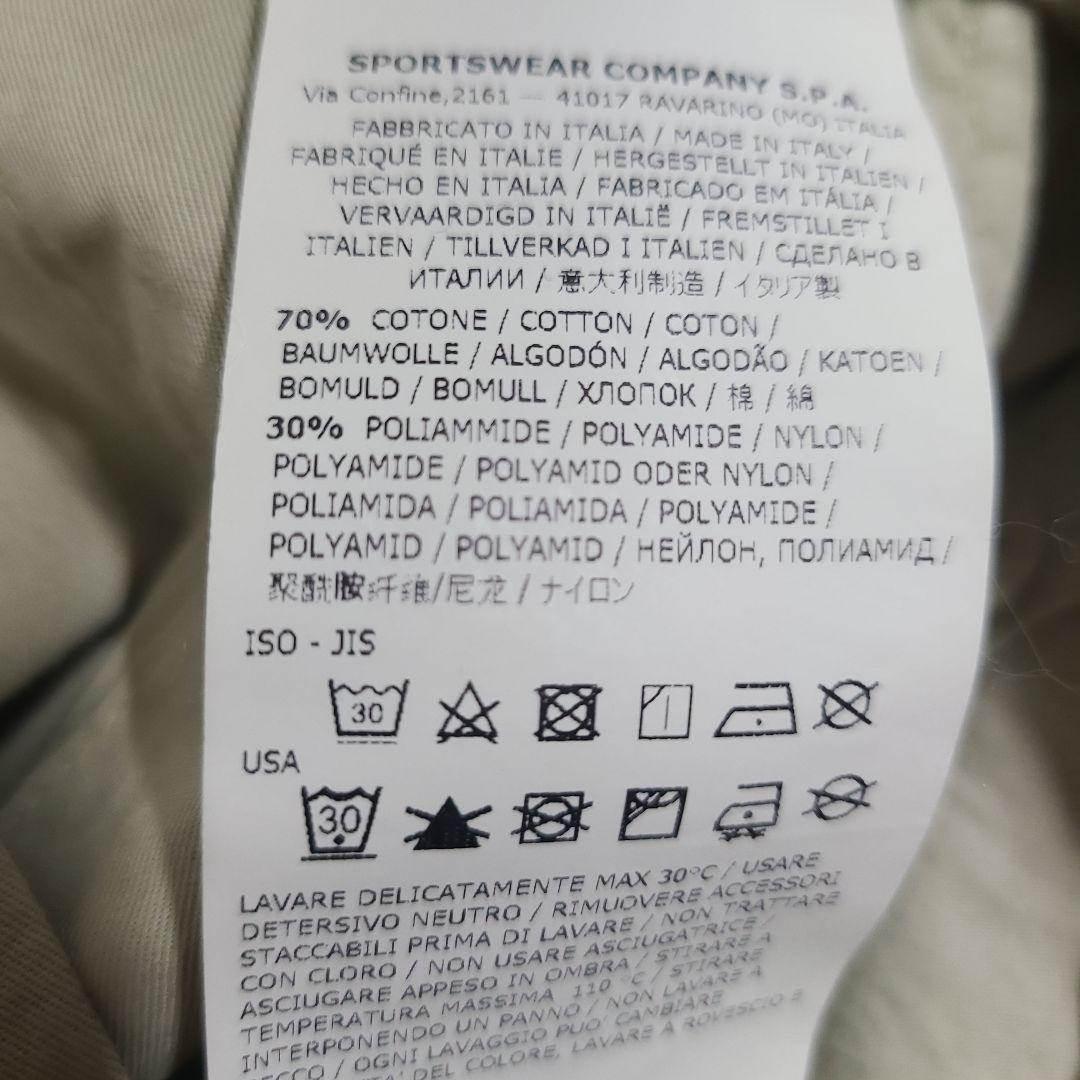 SPORTSWEAR COMPANY S.P.A.
Via Confine,2161 — 41017 RAVARINO (MO) ITALIA
FABBRICATO IN ITALIA / MADE IN ITALY /
FABRIQUÉ EN ITALIE / HERGESTELLT IN ITALIEN /
HECHO EN ITALIA / FABRICADO EM ITÁLIA /
VERVAARDIGD IN ITALIË / FREMSTILLET I
ITALIEN / TILLVERKAD I ITALIEN / СДЕЛАНО В
ИТАЛИИ / 意大利制造 / イタリア製
70% COTONE / COTTON / COTON /
BAUMWOLLE / ALGODÓN / ALGODÃO / KATOEN /
BOMULD / BOMULL / ХЛОПОК / 棉 / 綿
30% POLIAMMIDE / POLYAMIDE / NYLON /
POLYAMIDE / POLYAMID ODER NYLON /
POLIAMIDA / POLIAMIDA / POLYAMIDE /
POLYAMID / POLYAMID / НЕЙЛОН, ПОЛИАМИД /
聚酰胺纤维/尼龙 / ナイロン
ISO - JIS
30
USA
30
LAVARE DELICATAMENTE MAX 30°C / USARE
DETERSIVO NEUTRO / RIMUOVERE ACCESSORI
STACCABILI PRIMA DI LAVARE / NON TRATTARE
CON CLORO / NON USARE ASCIUGATRICE /
ASCIUGARE APPESO IN OMBRA / STIRARE A
TEMPERATURA MASSIMA 110 °C / STIRARE
INTERPONENDO UN PANNO / NON LAVARE A
SECCO / OGNI LAVAGGIO PUO' CAMBIARE
DEL COLORE, LAVARE A ROVESCIO E